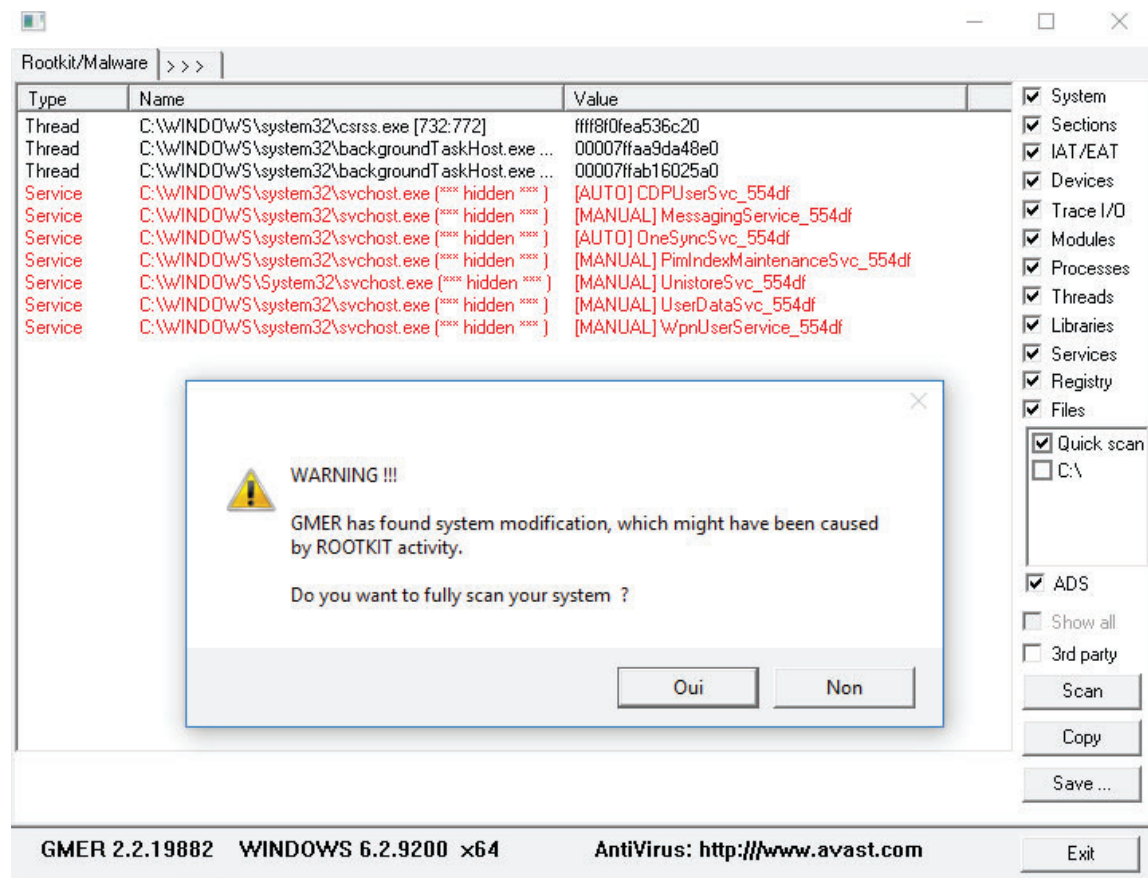 Rootkit/Malware > > >
Type Name Value
Thread C:\WINDOWS\system32\csrss.exe [732:772] ffff8f0fea536c20
Thread C:\WINDOWS\system32\backgroundTaskHost.exe ... 00007ffaa9da48e0
Thread C:\WINDOWS\system32\backgroundTaskHost.exe ... 00007ffab16025a0
Service C:\WINDOWS\system32\svchost.exe (*** hidden *** ) [AUTO] CDPUserSvc_554df
Service C:\WINDOWS\system32\svchost.exe (*** hidden *** ) [MANUAL] MessagingService_554df
Service C:\WINDOWS\system32\svchost.exe (*** hidden *** ) [AUTO] OneSyncSvc_554df
Service C:\WINDOWS\system32\svchost.exe (*** hidden *** ) [MANUAL] PimIndexMaintenanceSvc_554df
Service C:\WINDOWS\System32\svchost.exe (*** hidden *** ) [MANUAL] UnistoreSvc_554df
Service C:\WINDOWS\system32\svchost.exe (*** hidden *** ) [MANUAL] UserDataSvc_554df
Service C:\WINDOWS\system32\svchost.exe (*** hidden *** ) [MANUAL] WpnUserService_554df
WARNING !!!
GMER has found system modification, which might have been caused
by ROOTKIT activity.
Do you want to fully scan your system ?
Oui Non
System
Sections
IAT/EAT
Devices
Trace I/O
Modules
Processes
Threads
Libraries
Services
Registry
Files
Quick scan
C:\
ADS
Show all
3rd party
Scan
Copy
Save ...
GMER 2.2.19882 WINDOWS 6.2.9200 x64 AntiVirus: http:///www.avast.com
Exit